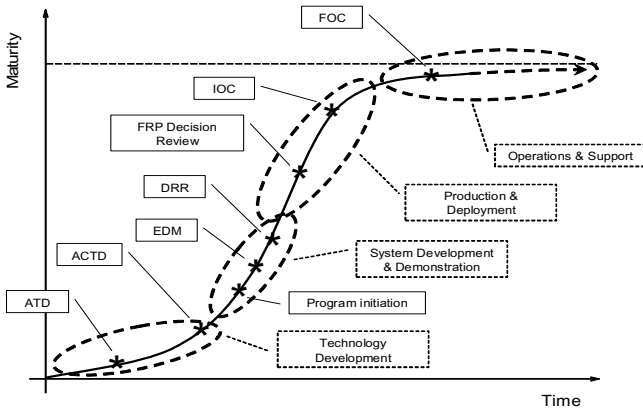 FOC
Maturity
IOC
FRP Decision
Review
Operations & Support
DRR
Production &
Deployment
EDM
System Development
& Demonstration
ACTD
ATD
Program initiation
Technology
Development
Time